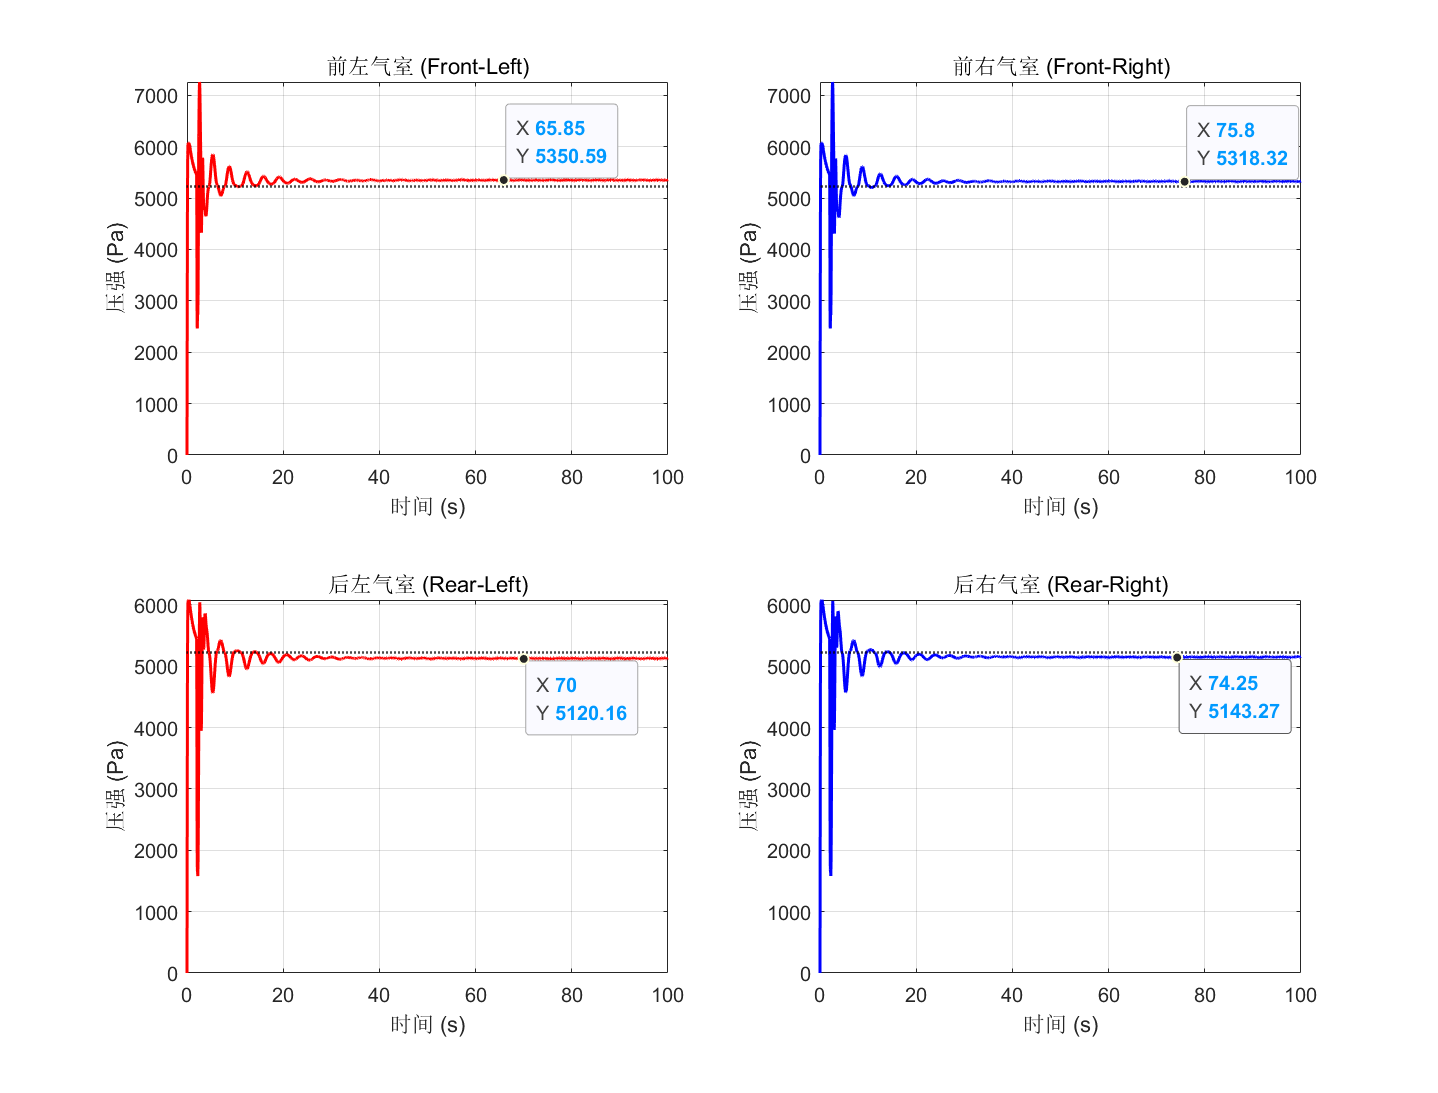 前左气室 (Front-Left)
7000
6000
5000
4000
3000
2000
1000
0
压强 (Pa)
X 65.85
Y 5350.59
0 20 40 60 80 100
时间 (s)
前右气室 (Front-Right)
7000
6000
5000
4000
3000
2000
1000
0
压强 (Pa)
X 75.8
Y 5318.32
0 20 40 60 80 100
时间 (s)
后左气室 (Rear-Left)
6000
5000
4000
3000
2000
1000
0
压强 (Pa)
X 70
Y 5120.16
0 20 40 60 80 100
时间 (s)
后右气室 (Rear-Right)
6000
5000
4000
3000
2000
1000
0
压强 (Pa)
X 74.25
Y 5143.27
0 20 40 60 80 100
时间 (s)